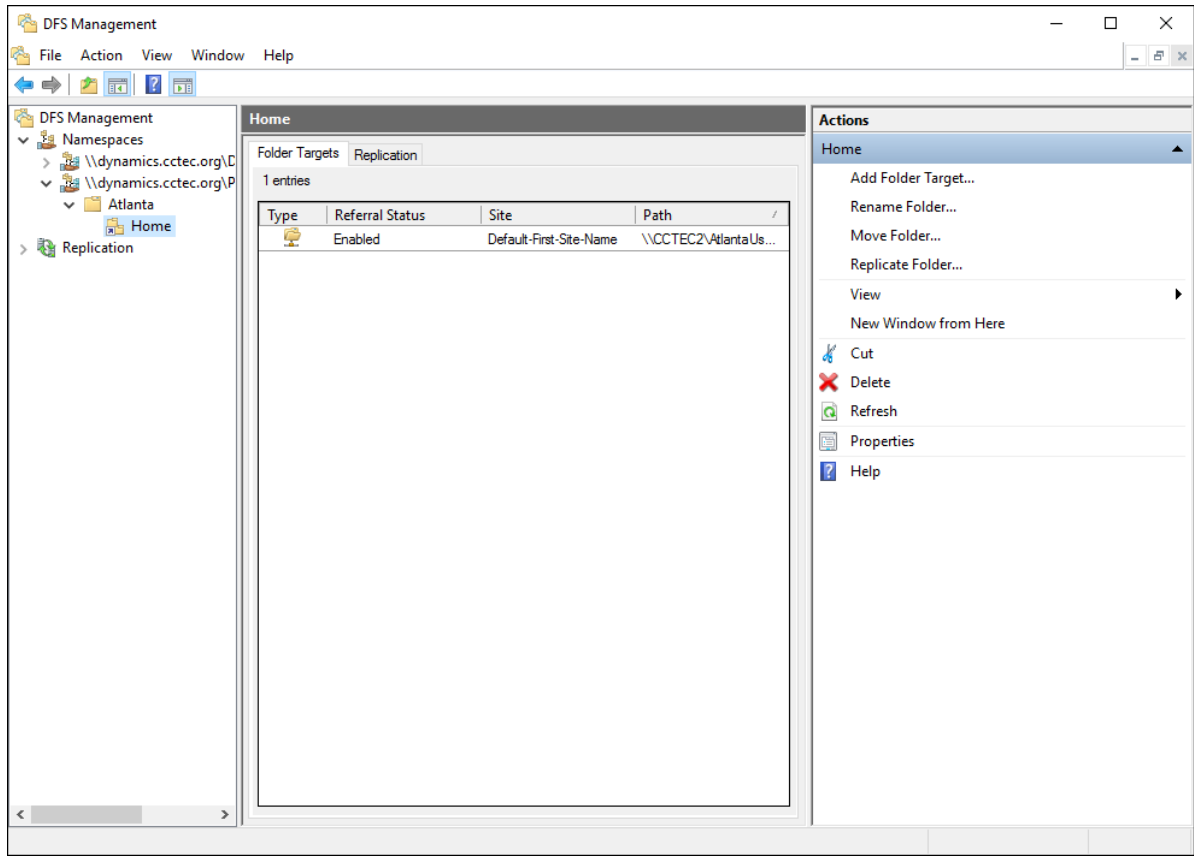 DFS Management
File Action View Window Help
DFS Management
Namespaces
\\dynamics.cctec.org\D
\\dynamics.cctec.org\P
Atlanta
Home
Replication
Home
Folder Targets Replication
1 entries
Type Referral Status Site Path
Enabled Default-First-Site-Name \\CCTEC2\AtlantaUs...
Actions
Home
Add Folder Target...
Rename Folder...
Move Folder...
Replicate Folder...
View
New Window from Here
Cut
Delete
Refresh
Properties
Help